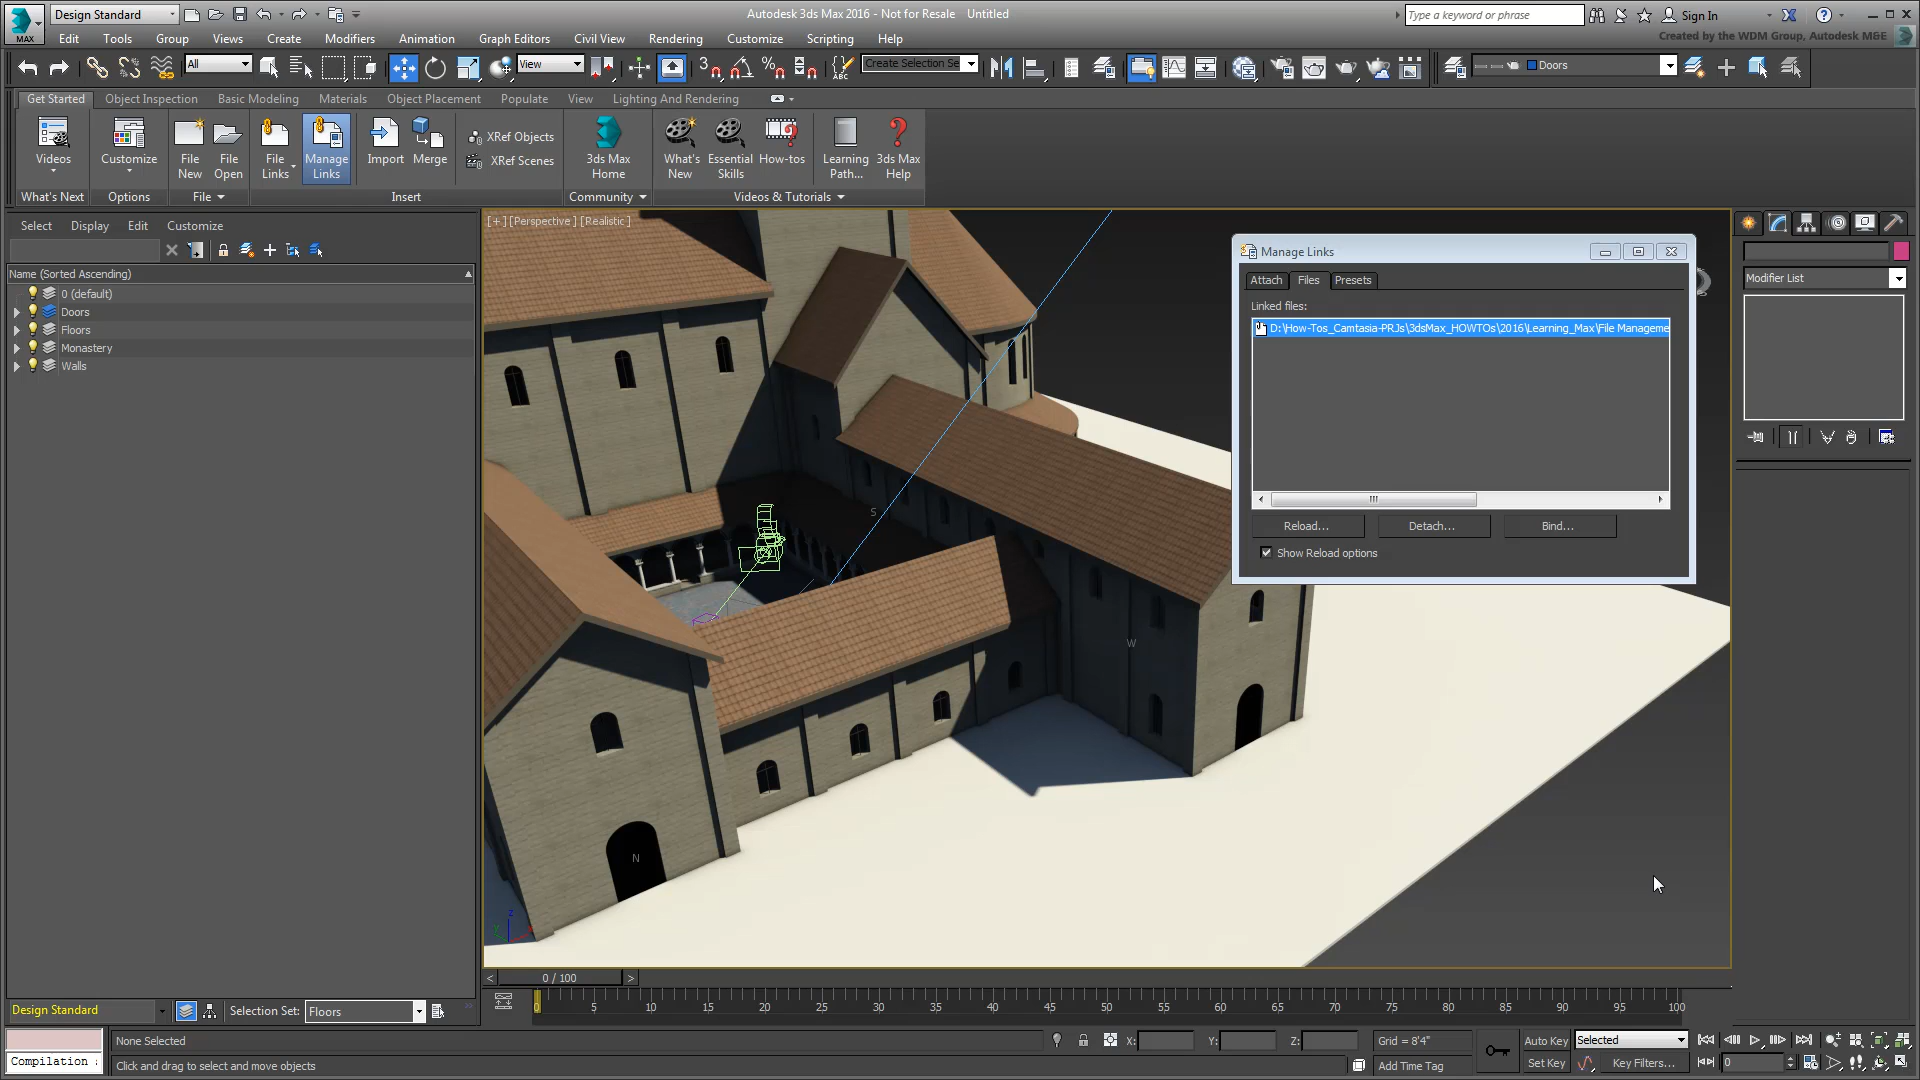 Design Standard
Autodesk 3ds Max 2016 - Not for Resale Untitled
Type a keyword or phrase
Sign In
MAX
Edit Tools Group Views Create Modifiers Animation Graph Editors Civil View Rendering Customize Scripting Help
Created by the WDM Group, Autodesk M&E
All
View
Create Selection Se
ABC
Doors
Get Started Object Inspection Basic Modeling Materials Object Placement Populate View Lighting And Rendering
Videos
Customize
File New
File Open
File Links
Manage Links
Import
Merge
XRef Objects
XRef Scenes
3ds Max Home
What's New
Essential Skills
How-tos
Learning Path...
3ds Max Help
What's Next Options File Insert Community Videos & Tutorials
Select Display Edit Customize
Name (Sorted Ascending)
0 (default)
Doors
Floors
Monastery
Walls
[+] [Perspective] [Realistic]
S
W
N
z
Manage Links
Attach Files Presets
Linked files:
D:\How-Tos_Camtasia-PRJs\3dsMax_HOWTOs\2016\Learning_Max\File Manageme
Reload... Detach... Bind...
Show Reload options
Modifier List
< 0 / 100 >
0 5 10 15 20 25 30 35 40 45 50 55 60 65 70 75 80 85 90 95 100
Design Standard
Selection Set: Floors
None Selected
X: Y: Z: Grid = 8'4"
Auto Key Selected
Compilation
Click and drag to select and move objects
Add Time Tag
Set Key Key Filters... 0